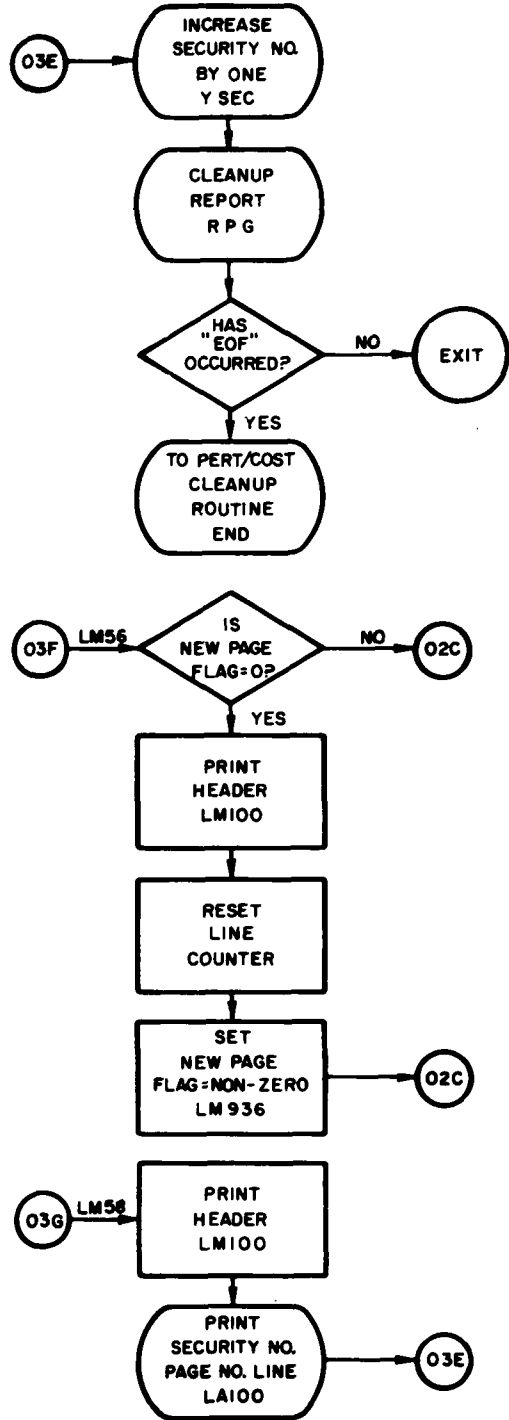 INCREASE
03E
SECURITY NO.
BY ONE
Y SEC
CLEANUP
REPORT
RPG
HAS
"EOF"
OCCURRED?
NO
EXIT
YES
TO PERT/COST
CLEANUP
ROUTINE
END
03F
LM56
IS
NEW PAGE
FLAG=0?
NO
02C
YES
PRINT
HEADER
LM100
RESET
LINE
COUNTER
SET
NEW PAGE
FLAG=NON-ZERO
LM936
02C
03G
LM58
PRINT
HEADER
LM100
PRINT
SECURITY NO.
PAGE NO. LINE
LA100
03E